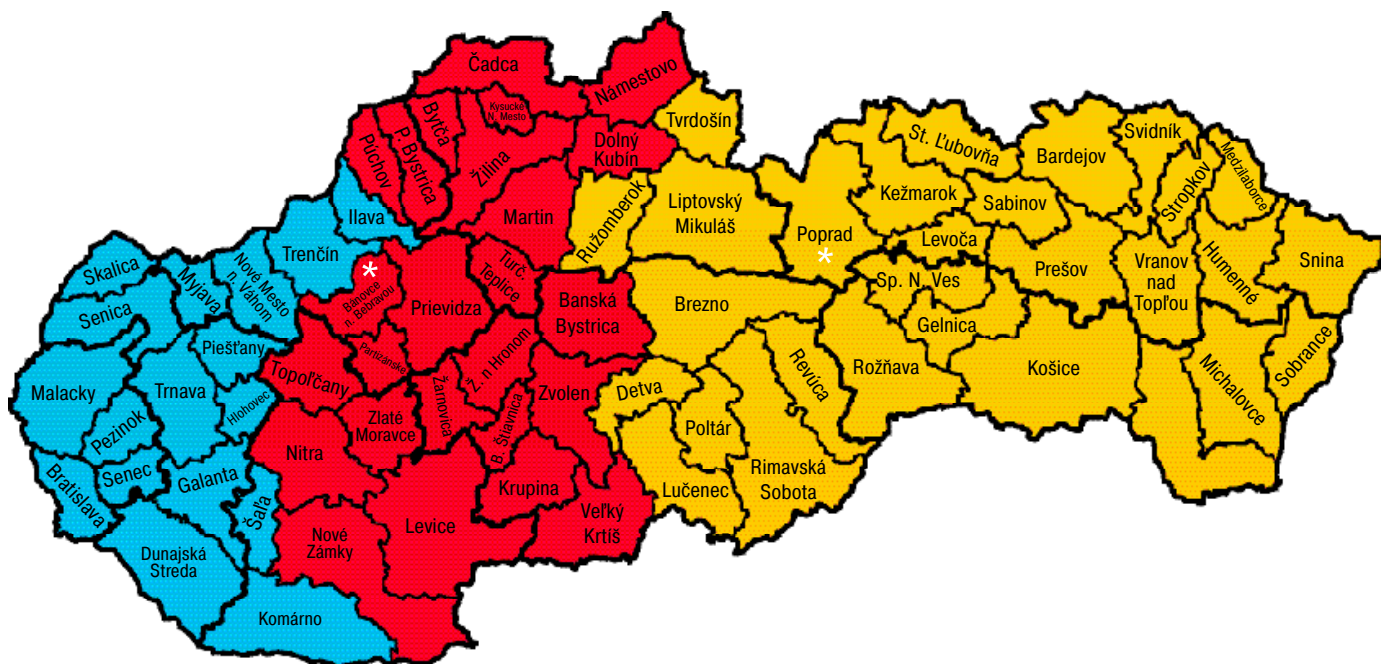 Čadca
Námestovo
Kysucké
N. Mesto
Bytča
P. Bystrica
Púchov
Žilina
Dolný
Kubín
Tvrdošín
St. Ľubovňa
Bardejov
Svidník
Medzilaborce
Stropkov
Ilava
Martin
Ružomberok
Liptovský
Mikuláš
Kežmarok
Sabinov
Poprad
*
Levoča
Prešov
Vranov
nad
Topľou
Humenné
Snina
Trenčín
*
Bánovce
n. Bebravou
Prievidza
Turč.
Teplice
Banská
Bystrica
Brezno
Sp. N. Ves
Gelnica
Skalica
Senica
Myjava
Nové Mesto
n. Váhom
Piešťany
Topoľčany
Partizánske
Ž. n Hronom
Žarnovica
Zvolen
Detva
Revúca
Rožňava
Košice
Michalovce
Sobrance
Malacky
Trnava
Hlohovec
Pezinok
Zlaté
Moravce
B. Štiavnica
Poltár
Nitra
Bratislava
Senec
Galanta
Šaľa
Krupina
Lučenec
Rimavská
Sobota
Levice
Veľký
Krtíš
Nové
Zámky
Dunajská
Streda
Komárno